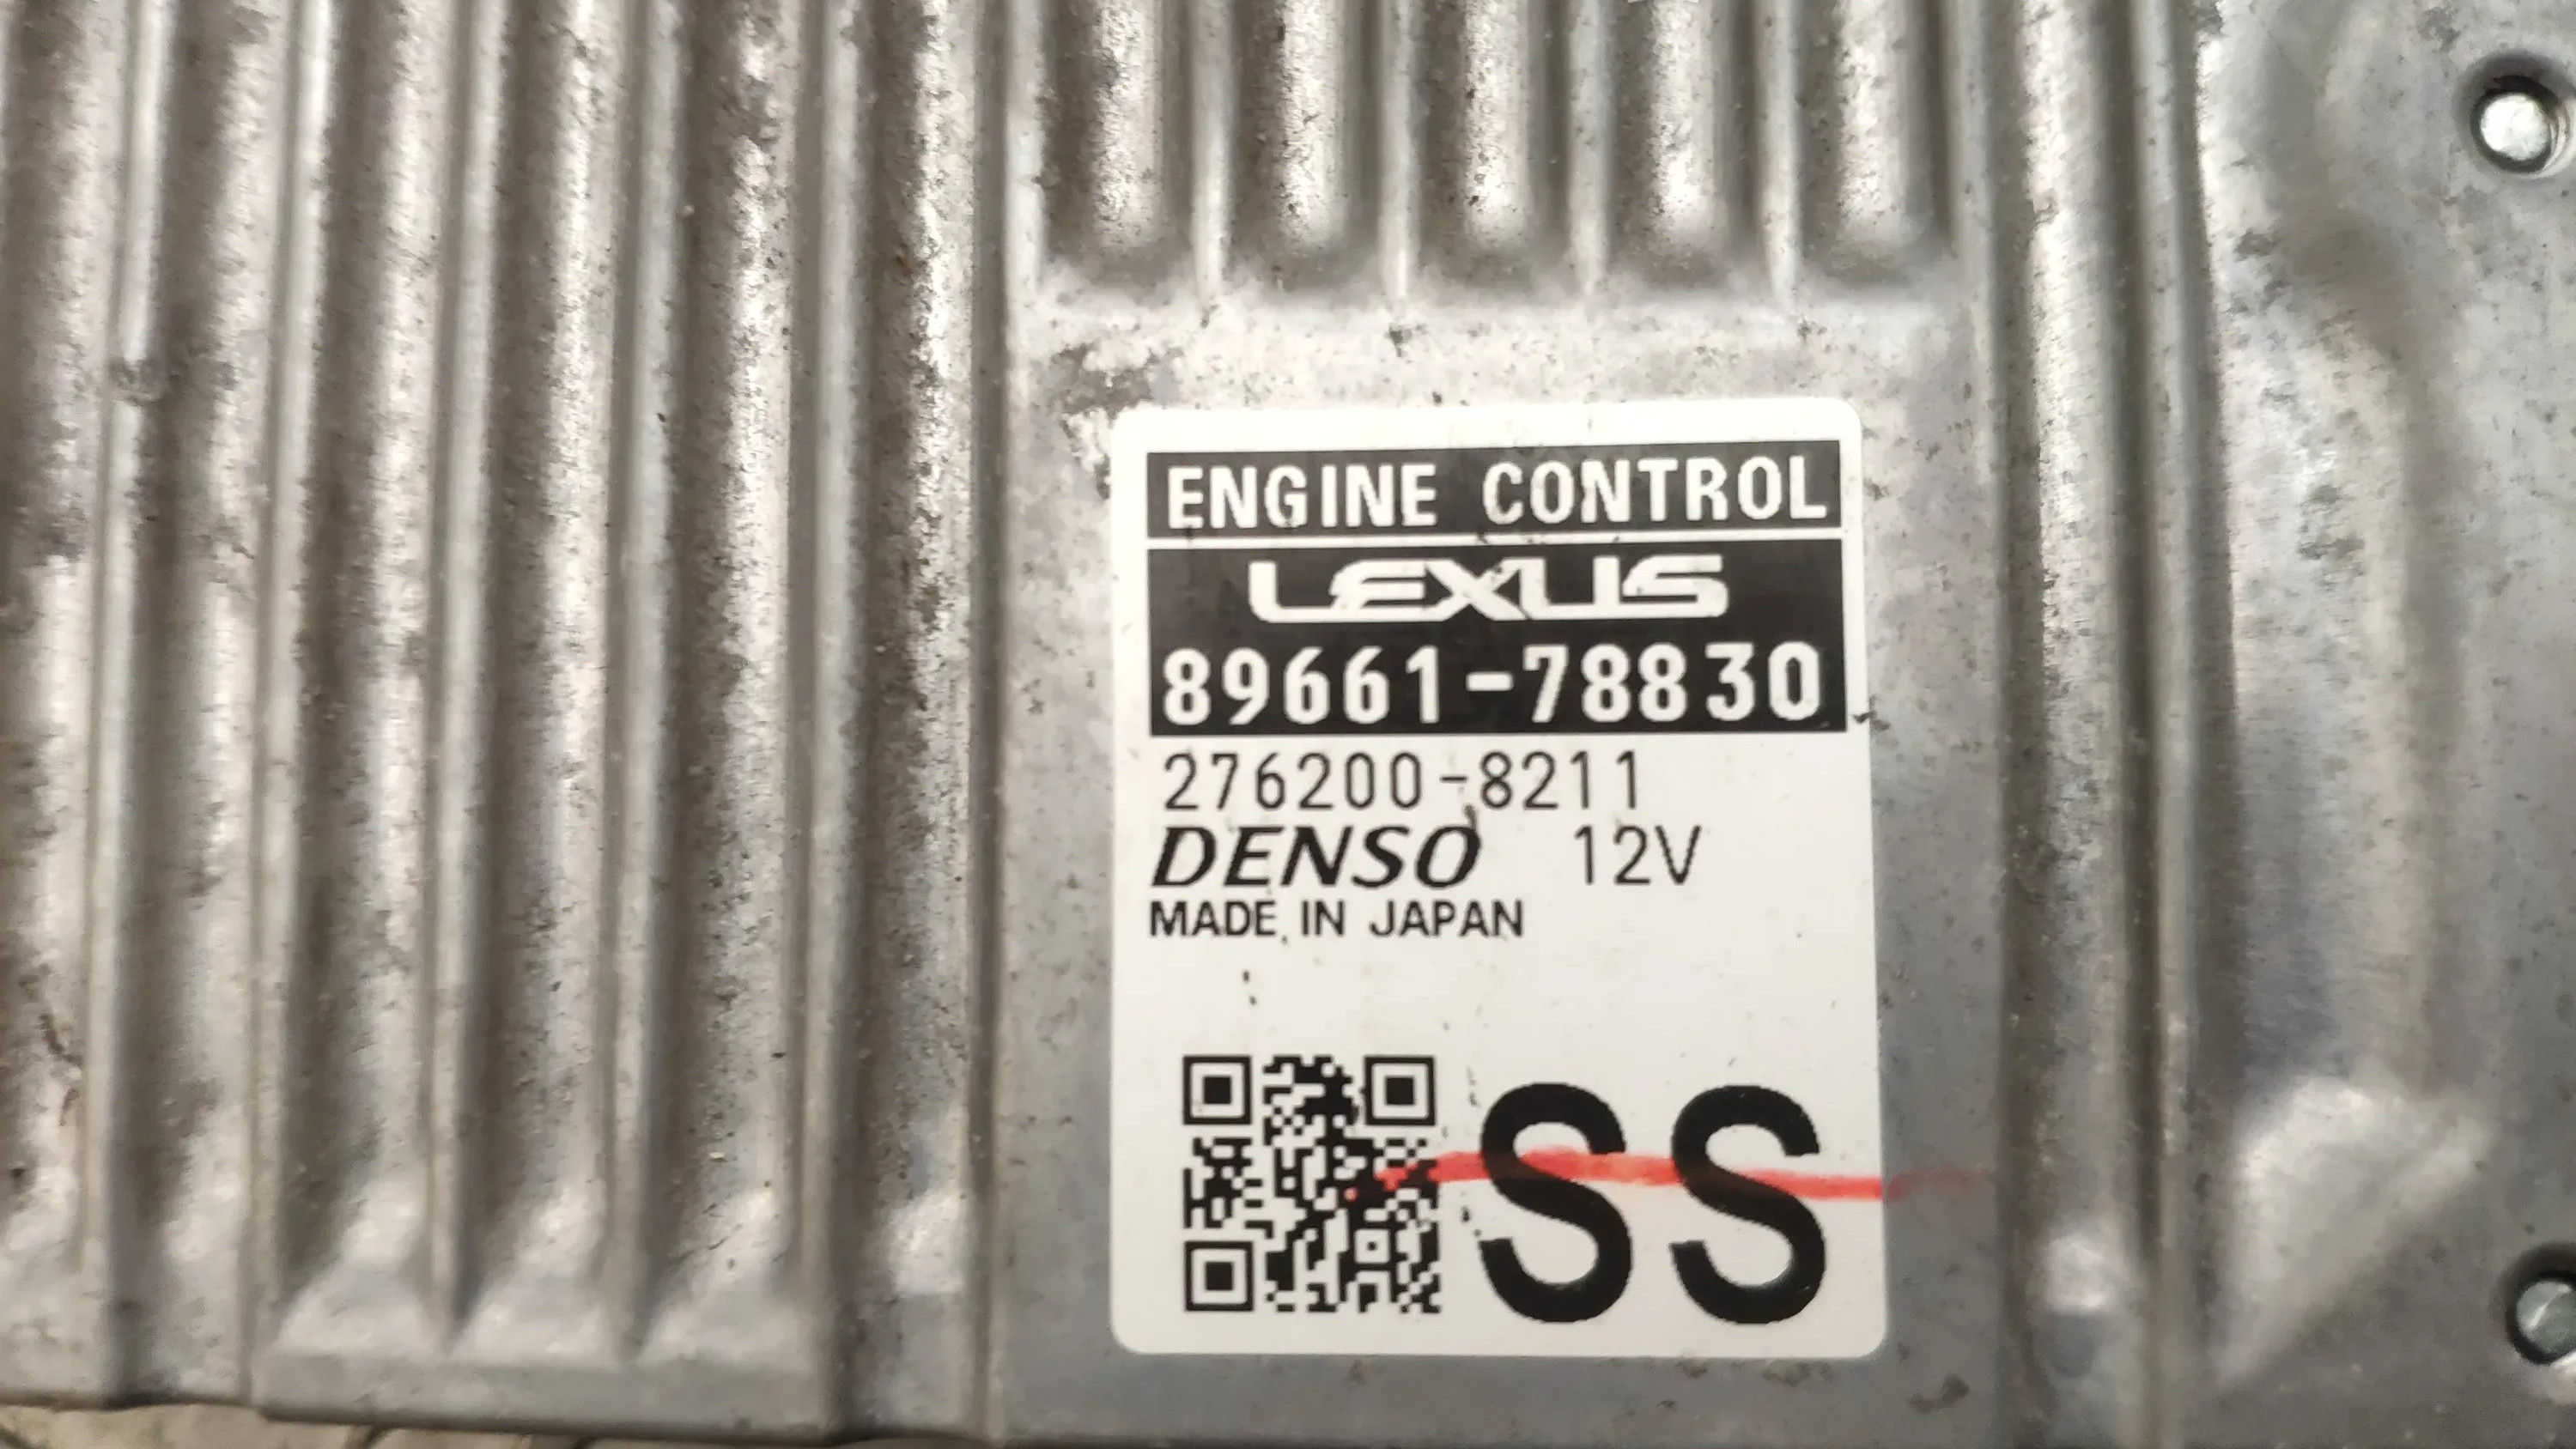 ENGINE CONTROL
LEXUS
89661-78830
276200-8211
DENSO 12V
MADE IN JAPAN
SS